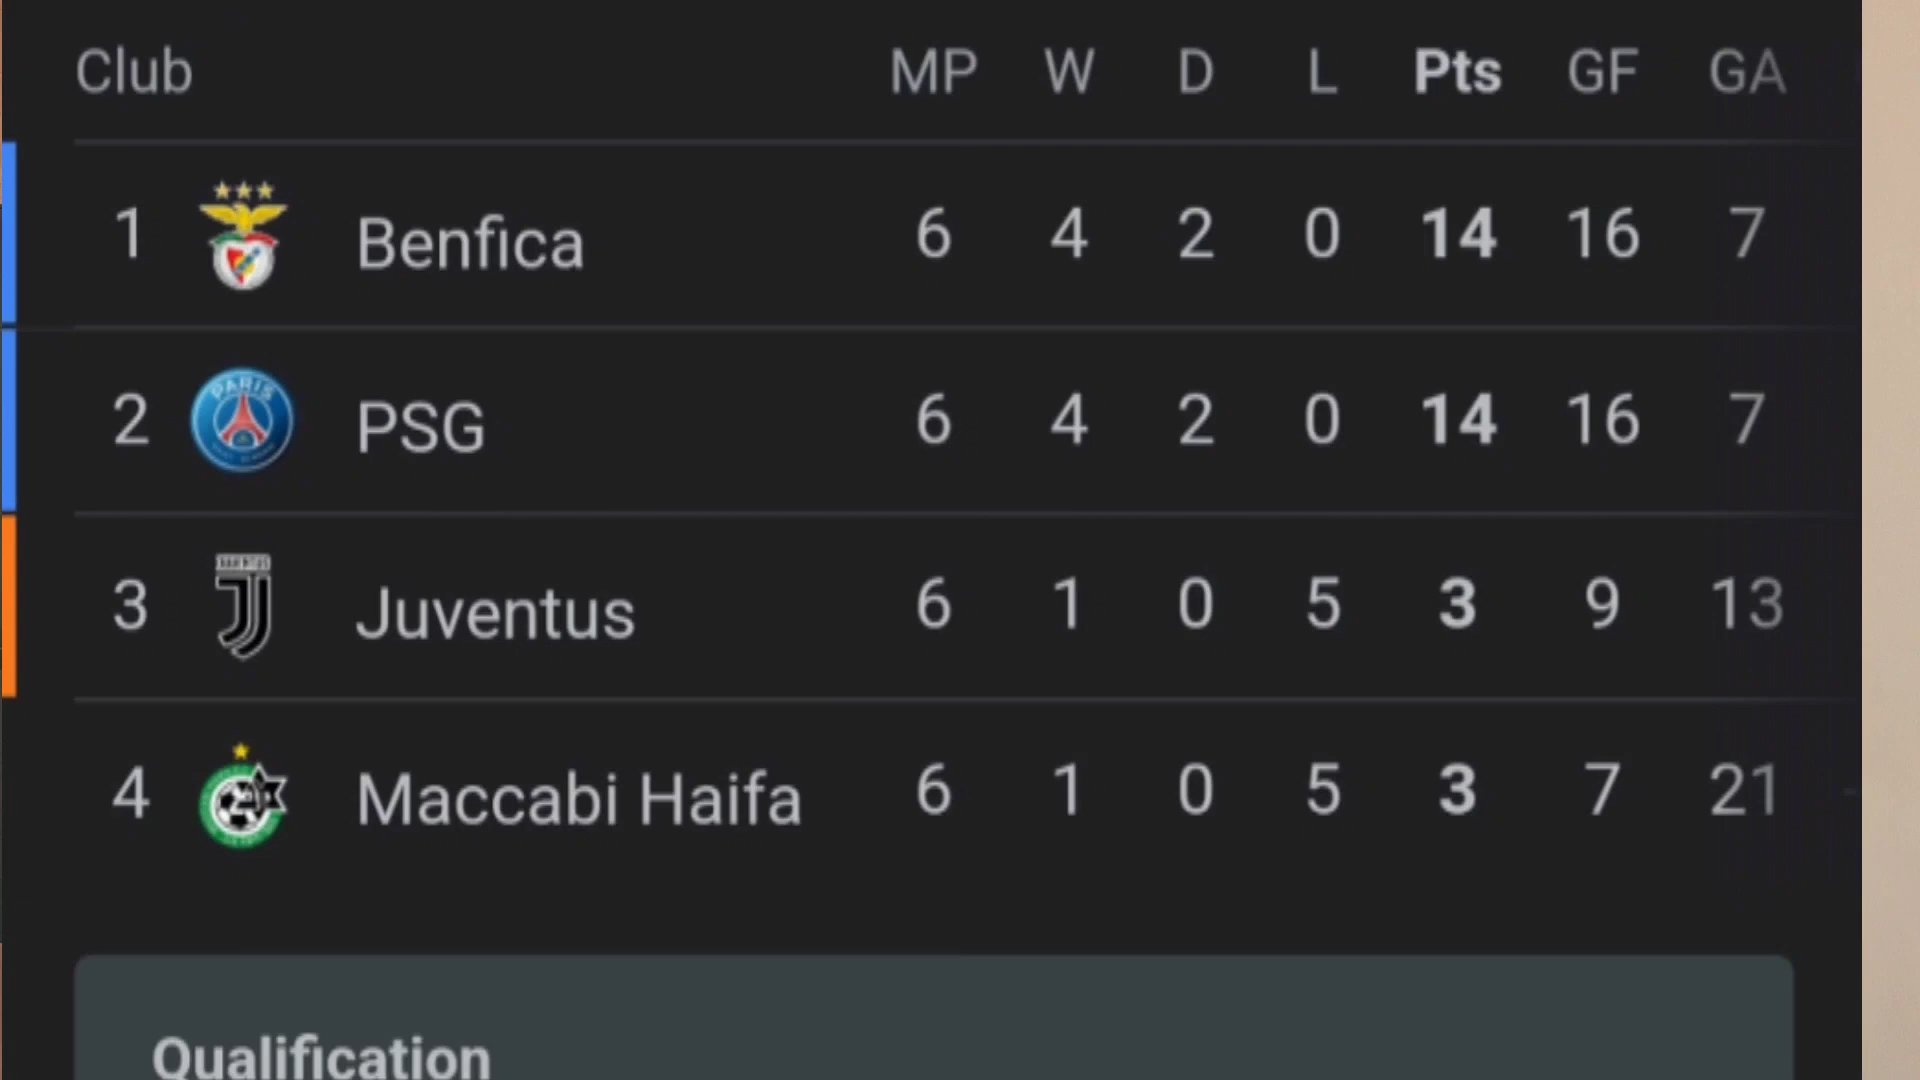 Club MP W D L Pts GF GA
1 Benfica 6 4 2 0 14 16 7
PARIS
2 PSG 6 4 2 0 14 16 7
JUVENTUS
3 Juventus 6 1 0 5 3 9 13
4 Maccabi Haifa 6 1 0 5 3 7 21
Qualification